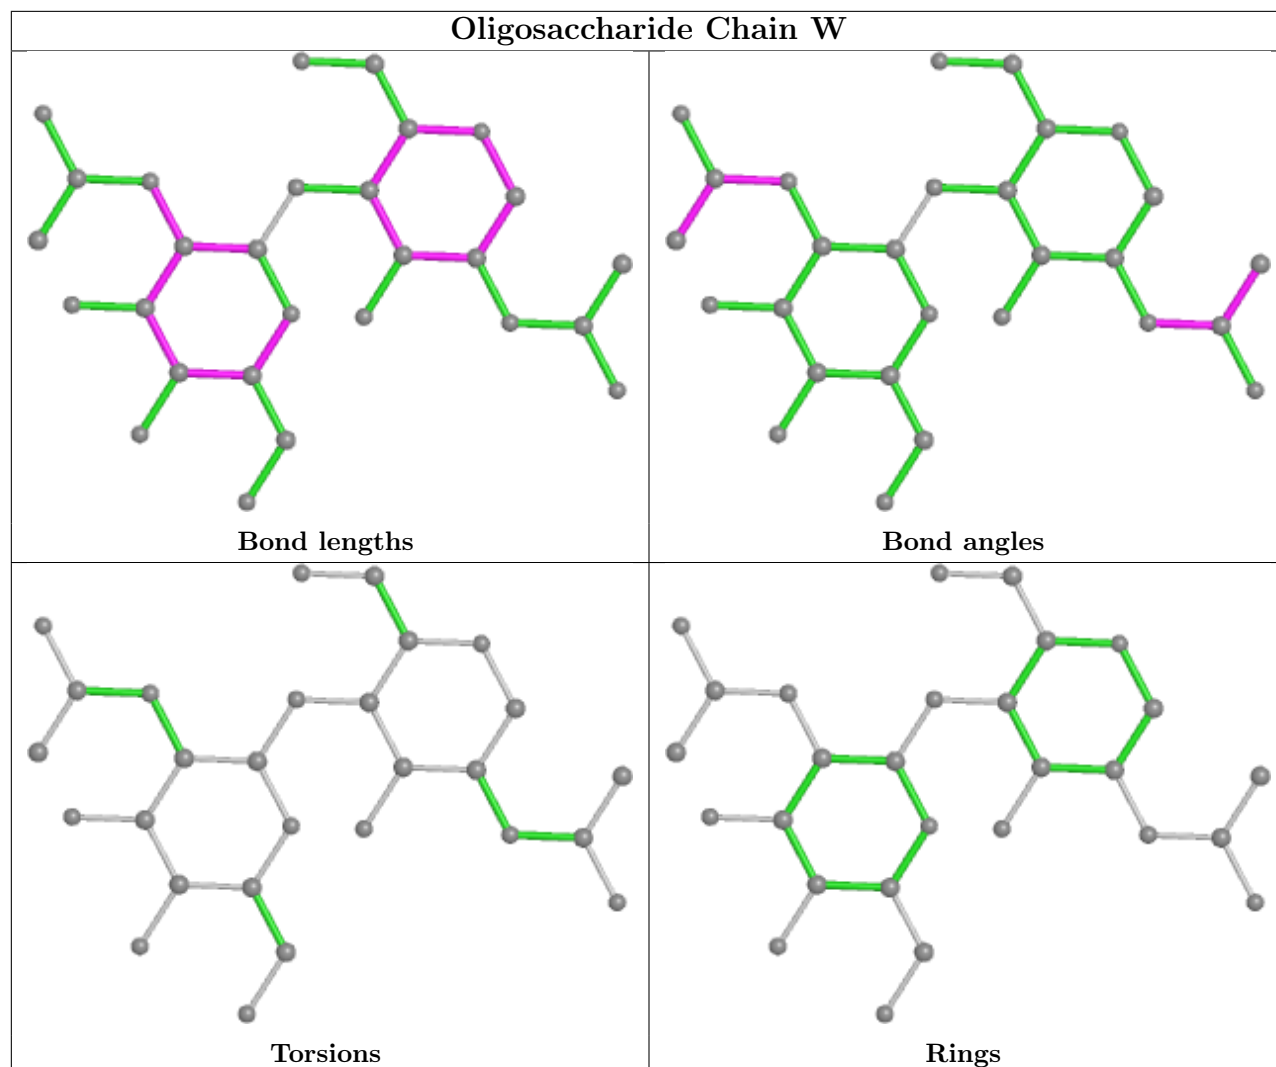 Oligosaccharide Chain W
Bond lengths
Bond angles
Torsions
Rings